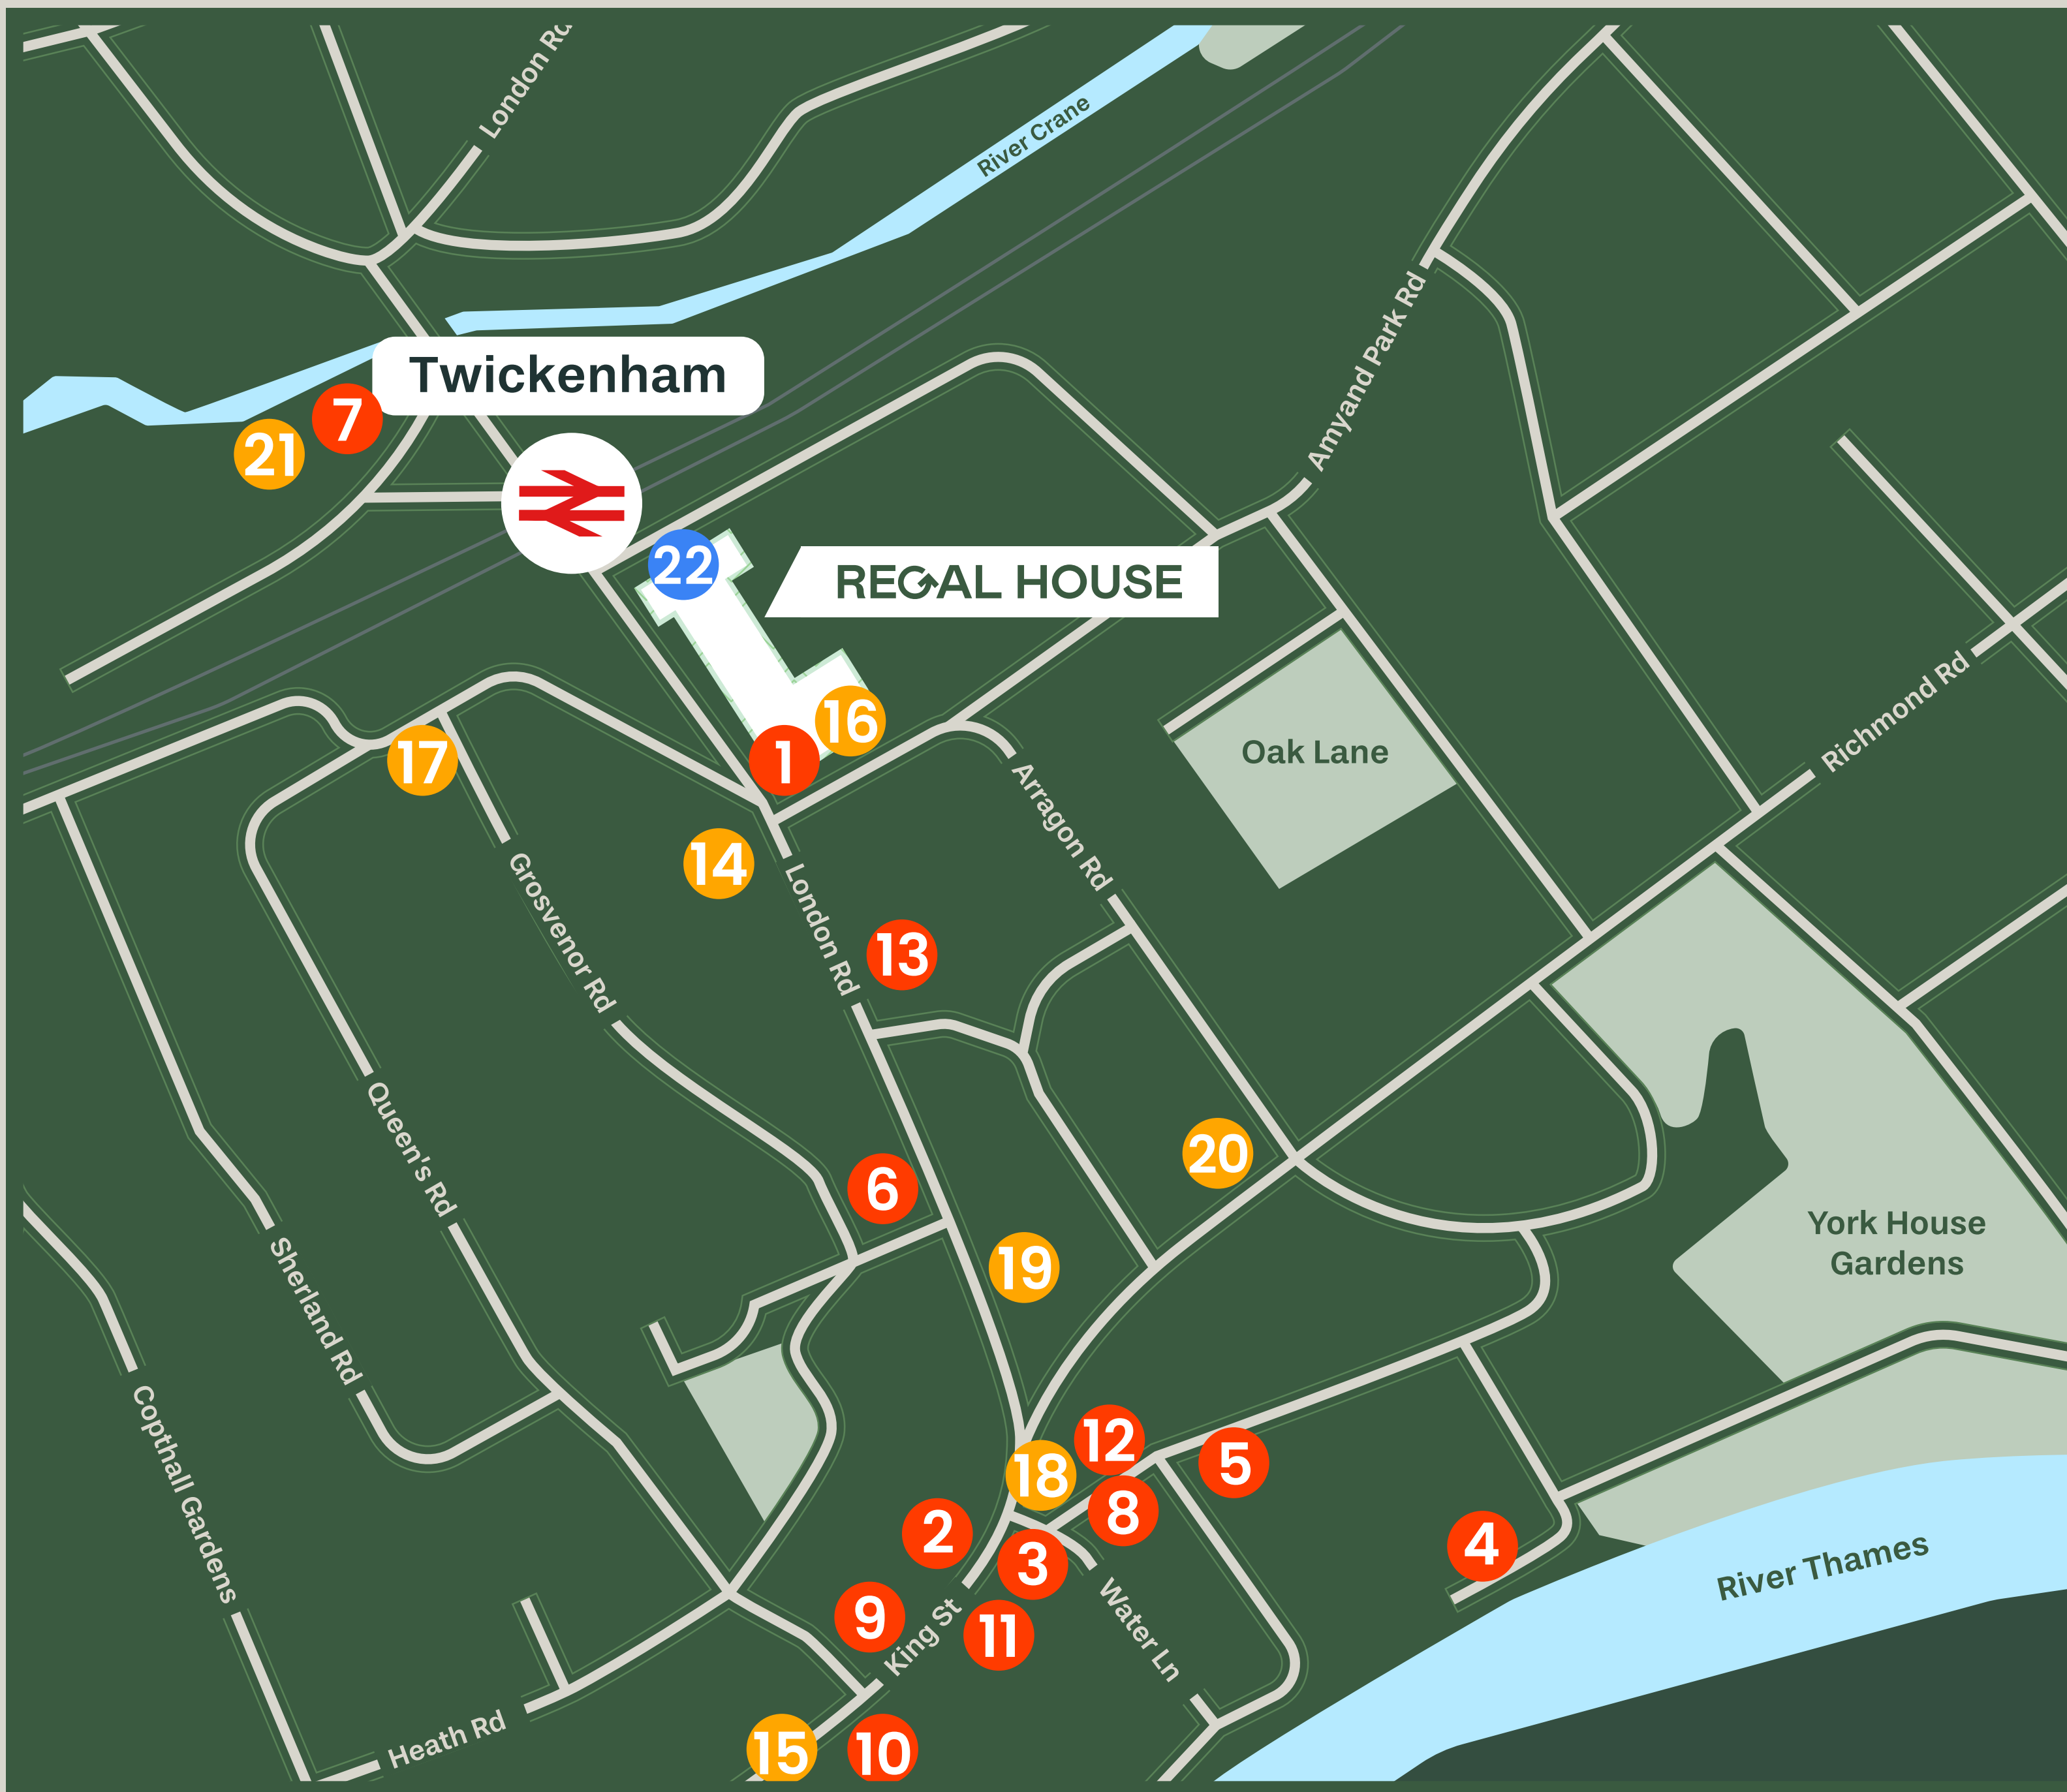 London Rd
River Crane
Twickenham
7
21
Amyand Park Rd
22
REGAL HOUSE
16
1
17
Oak Lane
Richmond Rd
14
Arragon Rd
London Rd
Grosvenor Rd
13
Queen's Rd
20
6
19
York House
Gardens
Sherland Rd
Copthall Gardens
12
18
5
8
2
3
4
River Thames
9
11
King St
Water Ln
Heath Rd
15
10